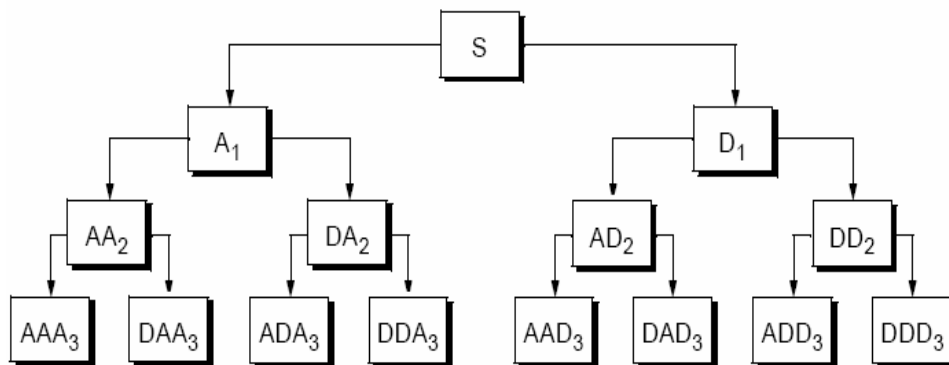 S
A₁ D₁
AA₂ DA₂ AD₂ DD₂
AAA₃ DAA₃ ADA₃ DDA₃ AAD₃ DAD₃ ADD₃ DDD₃